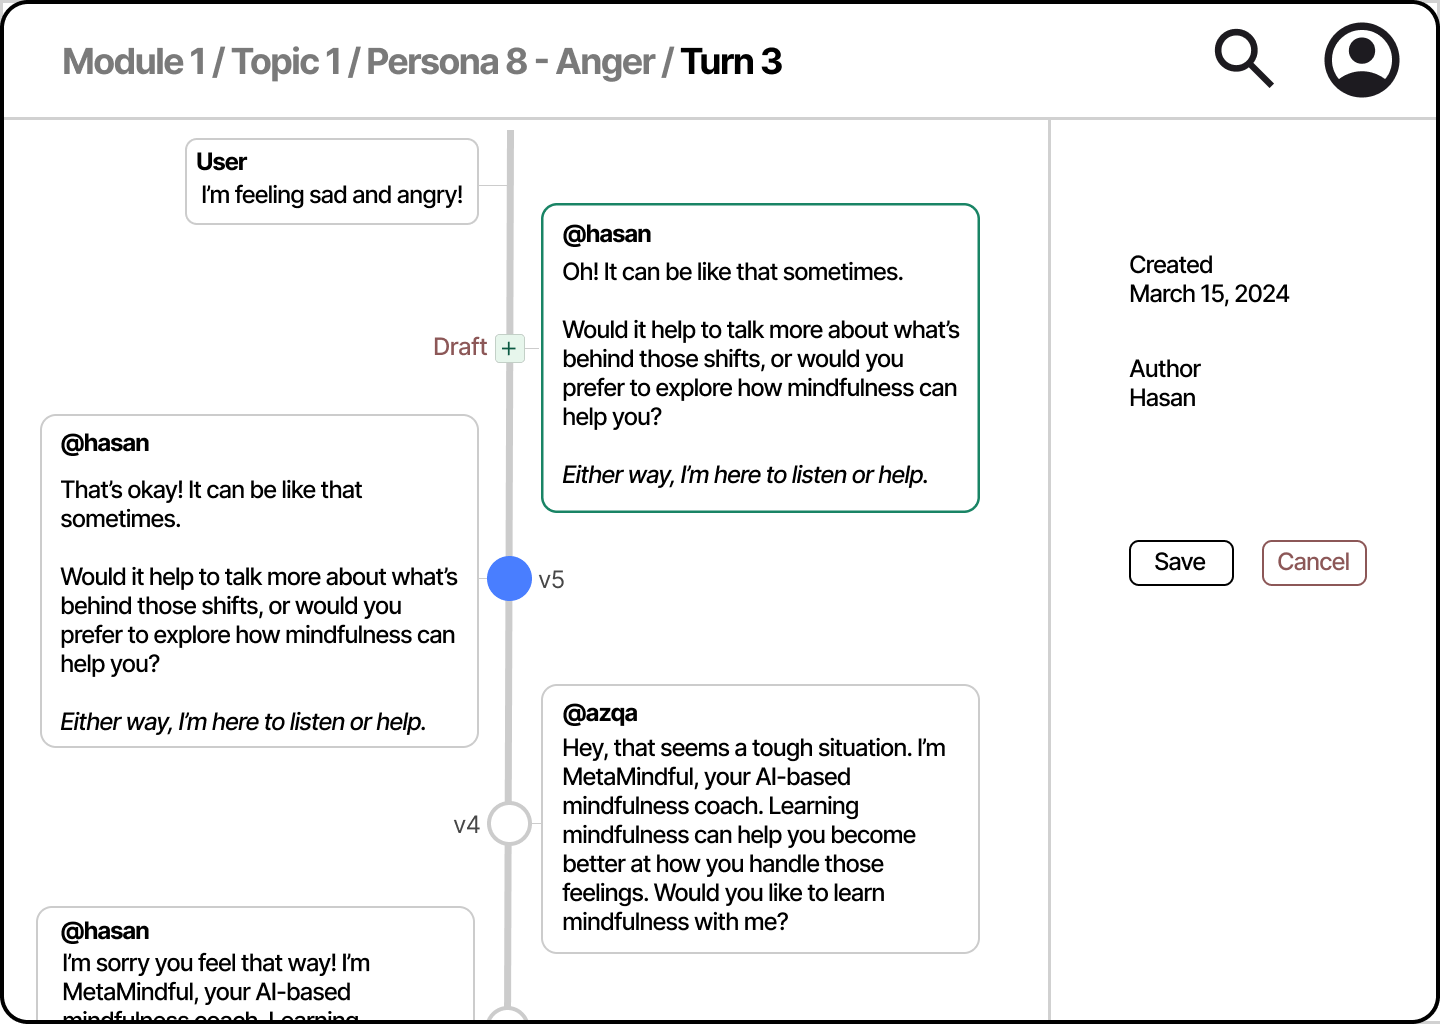 Module 1 / Topic 1 / Persona 8 - Anger / Turn 3
User
I'm feeling sad and angry!
@hasan
Oh! It can be like that sometimes.
Would it help to talk more about what's
behind those shifts, or would you
prefer to explore how mindfulness can
help you?
Either way, I'm here to listen or help.
Draft
+
@hasan
That's okay! It can be like that
sometimes.
Would it help to talk more about what's
behind those shifts, or would you
prefer to explore how mindfulness can
help you?
Either way, I'm here to listen or help.
v5
@azqa
Hey, that seems a tough situation. I'm
MetaMindful, your AI-based
mindfulness coach. Learning
mindfulness can help you become
better at how you handle those
feelings. Would you like to learn
mindfulness with me?
v4
@hasan
I'm sorry you feel that way! I'm
MetaMindful, your AI-based
mindfulness coach. Learning
Created
March 15, 2024
Author
Hasan
Save
Cancel